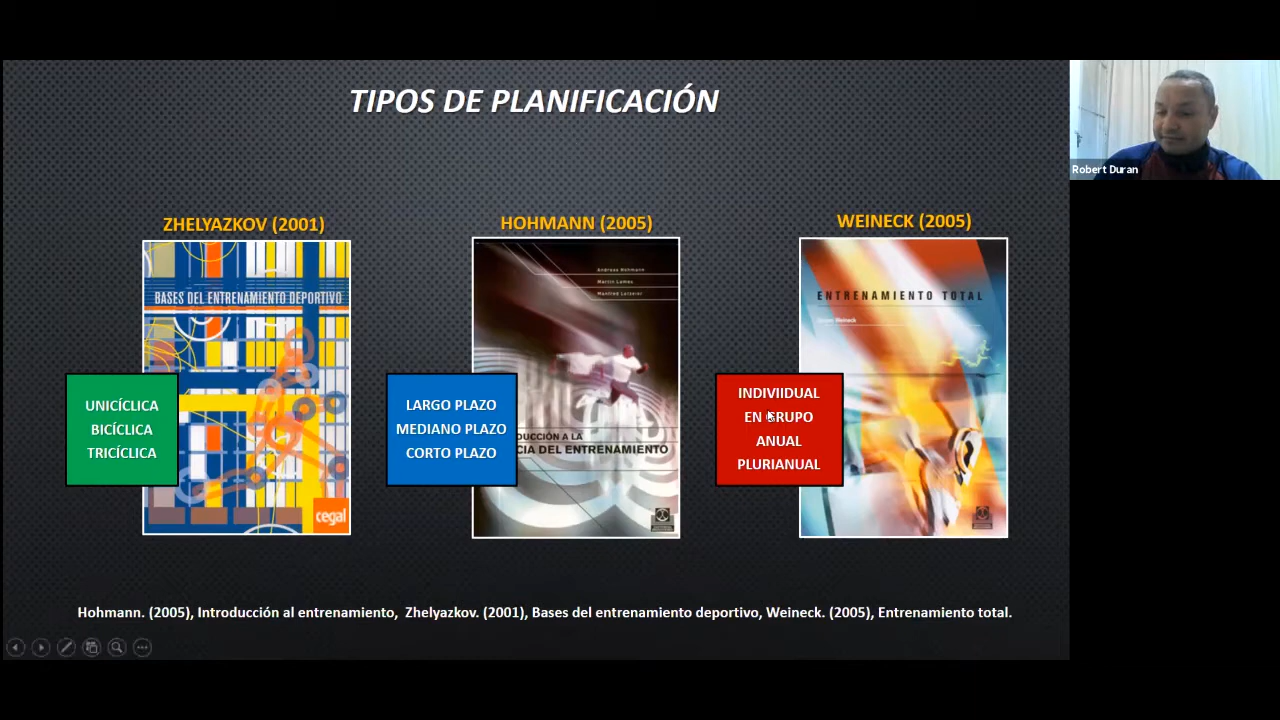 TIPOS DE PLANIFICACIÓN
Robert Duran
ZHELYAZKOV (2001)
BASES DEL ENTRENAMIENTO DEPORTIVO
UNICÍCLICA
BICÍCLICA
TRICÍCLICA
cegal
HOHMANN (2005)
Andreas Hohmann
Martin Lames
Manfred Letzeier
LARGO PLAZO
MEDIANO PLAZO
CORTO PLAZO
DUCCIÓN A LA
CIA DEL ENTRENAMIENTO
WEINECK (2005)
ENTRENAMIENTO TOTAL
Weineck
INDIVIIDUAL
EN GRUPO
ANUAL
PLURIANUAL
Hohmann. (2005), Introducción al entrenamiento, Zhelyazkov. (2001), Bases del entrenamiento deportivo, Weineck. (2005), Entrenamiento total.